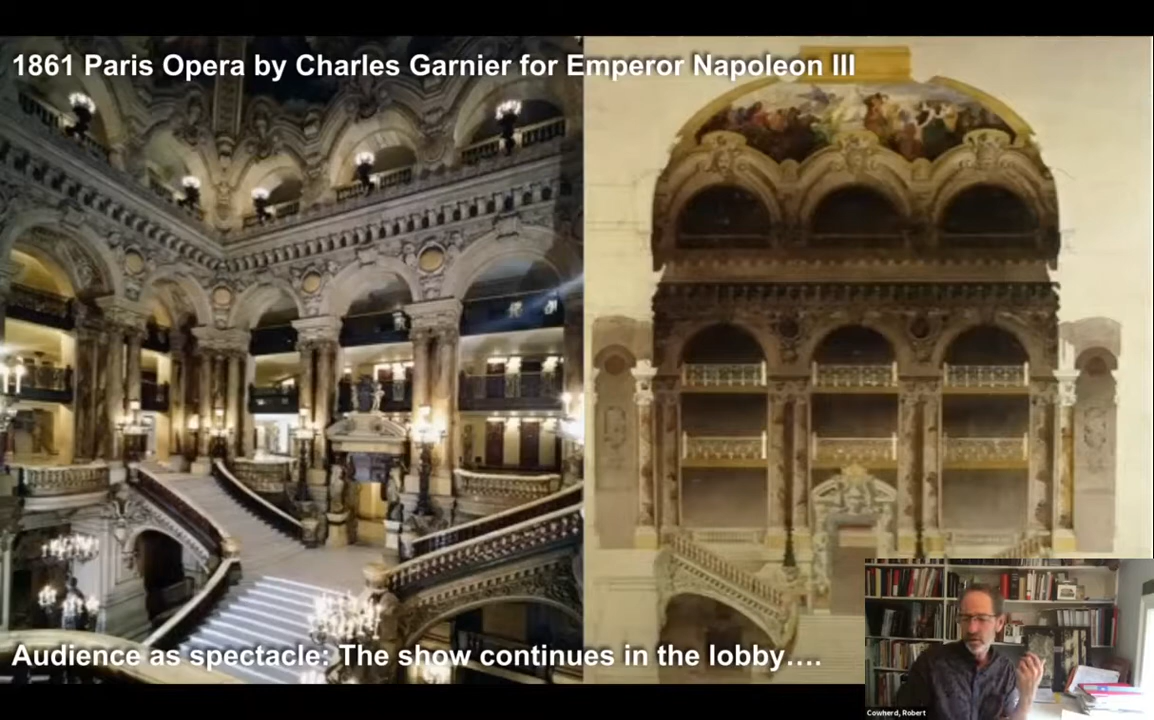 1861 Paris Opera by Charles Garnier for Emperor Napoleon III
Audience as spectacle: The show continues in the lobby….
Cowherd, Robert